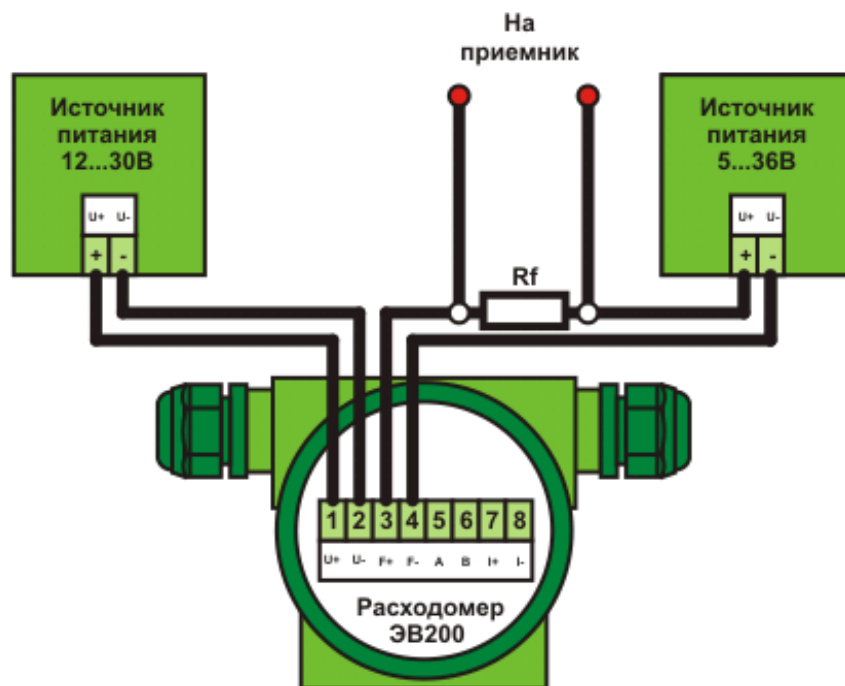 На
приемник
Источник
питания
12...30В
U+ U-
+ -
Источник
питания
5...36В
U+ U-
+ -
Rf
1 2 3 4 5 6 7 8
U+ U- F+ F- A B I+ I-
Расходомер
ЭВ200